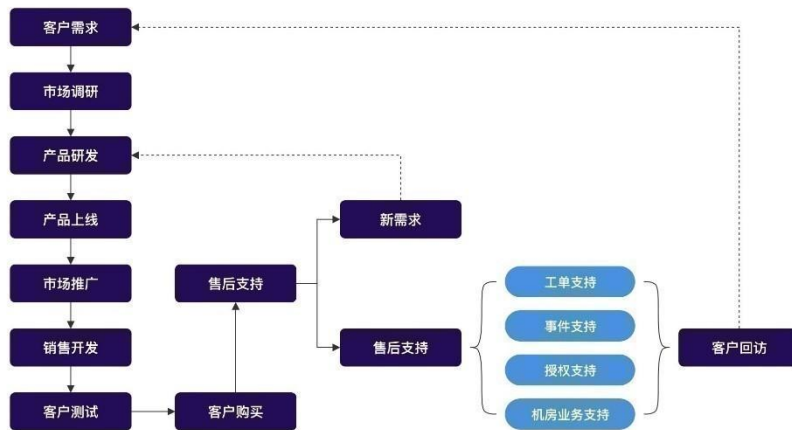 客户需求
市场调研
产品研发
产品上线
新需求
市场推广
售后支持
工单支持
事件支持
销售开发
售后支持
客户回访
授权支持
客户测试
客户购买
机房业务支持